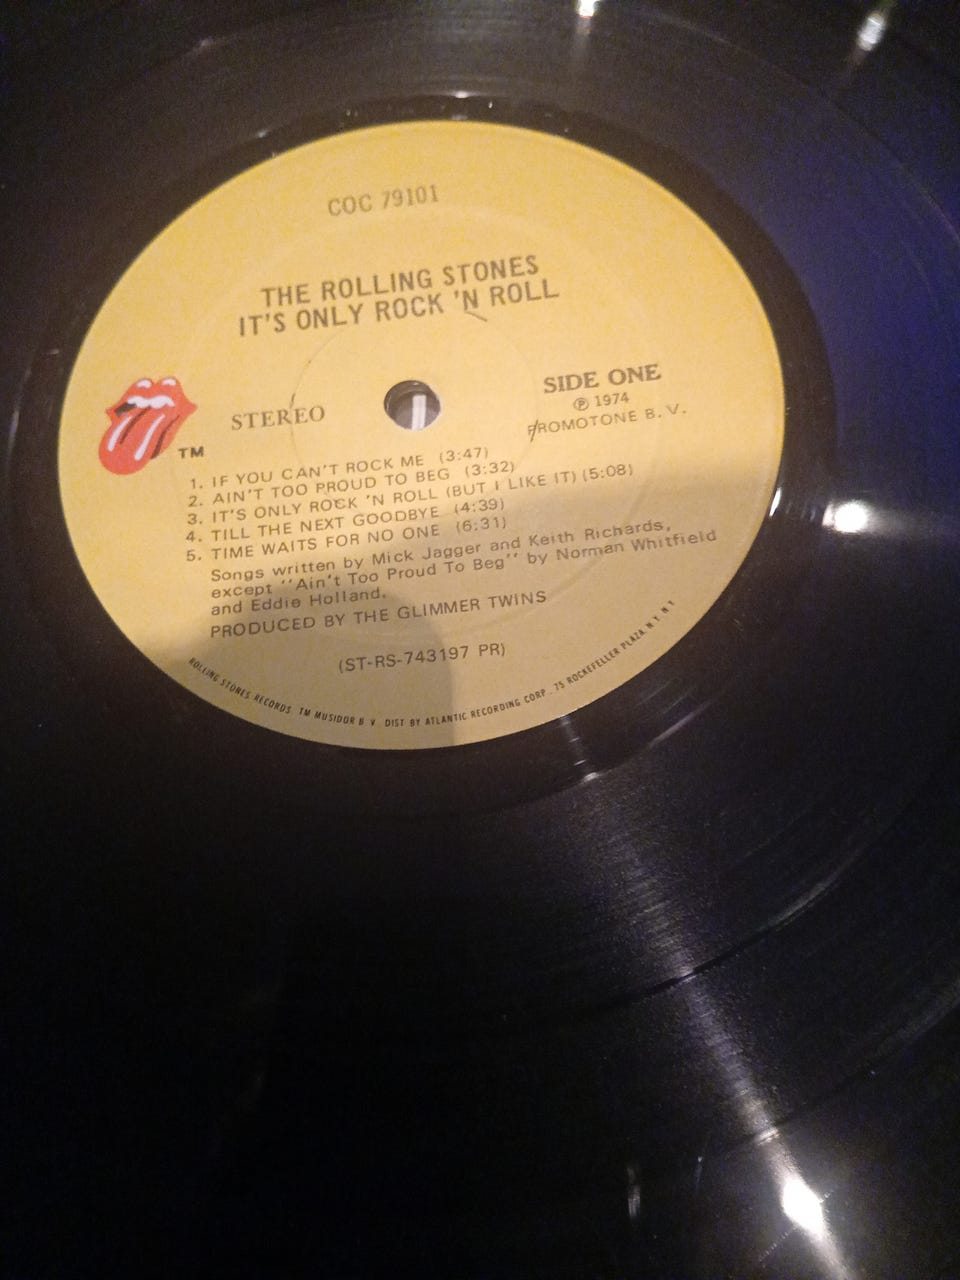 COC 79101
THE ROLLING STONES
IT'S ONLY ROCK 'N ROLL
STEREO
SIDE ONE
℗ 1974
PROMOTONE B. V.
TM
1. IF YOU CAN'T ROCK ME (3:47)
2. AIN'T TOO PROUD TO BEG (3:32)
3. IT'S ONLY ROCK 'N ROLL (BUT I LIKE IT) (5:08)
4. TILL THE NEXT GOODBYE (4:39)
5. TIME WAITS FOR NO ONE (6:31)
Songs written by Mick Jagger and Keith Richards,
except "Ain't Too Proud To Beg" by Norman Whitfield
and Eddie Holland.
PRODUCED BY THE GLIMMER TWINS
(ST-RS-743197 PR)
ROLLING STONES RECORDS TM MUSIDOR B V DIST BY ATLANTIC RECORDING CORP . 75 ROCKEFELLER PLAZA N.Y. N.Y.